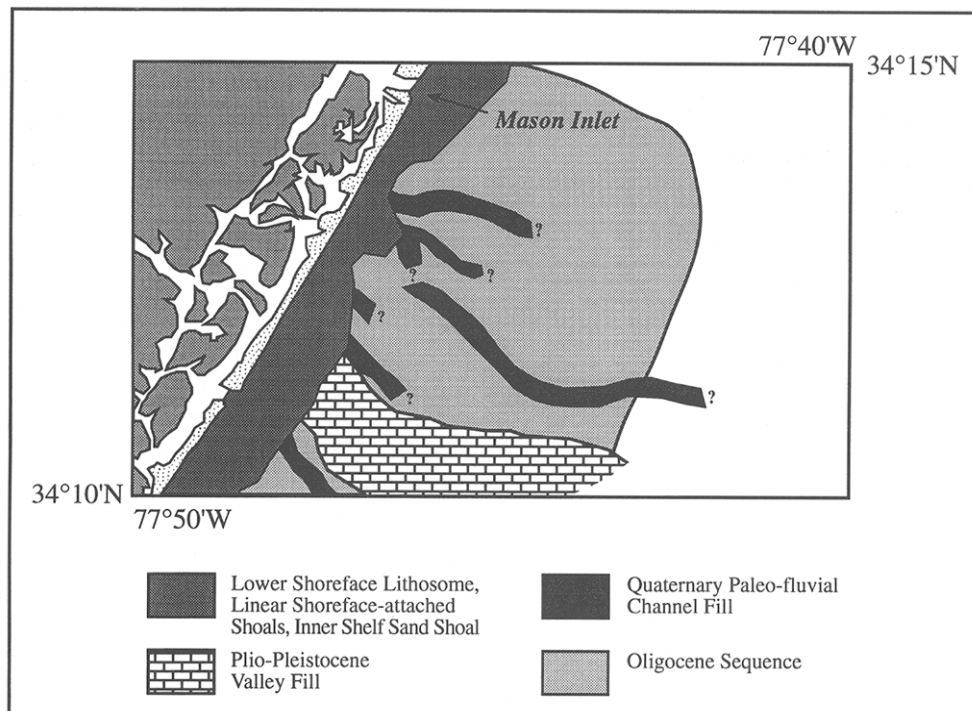 77°40'W
34°15'N
Mason Inlet
?
?
?
?
?
?
34°10'N
77°50'W
Lower Shoreface Lithosome,
Linear Shoreface-attached
Shoals, Inner Shelf Sand Shoal
Quaternary Paleo-fluvial
Channel Fill
Plio-Pleistocene
Valley Fill
Oligocene Sequence